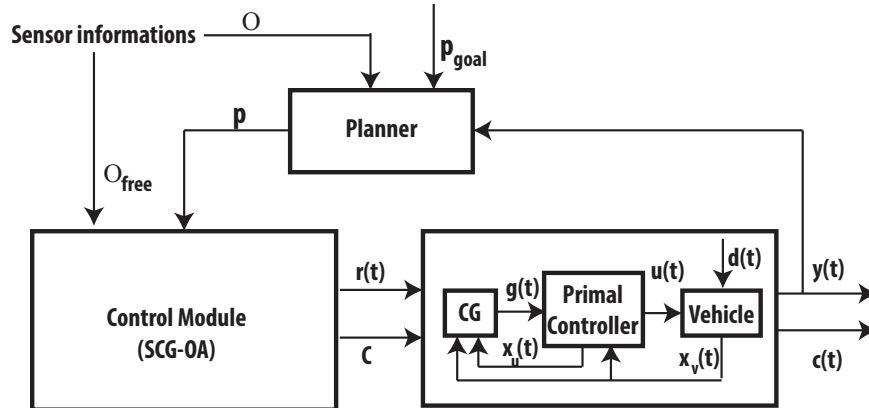 Sensor informations
O
p_goal
p
Planner
O_free
Control Module
(SCG-OA)
r(t)
C
CG
g(t)
Primal
Controller
u(t)
d(t)
Vehicle
x_u(t)
x_v(t)
y(t)
c(t)